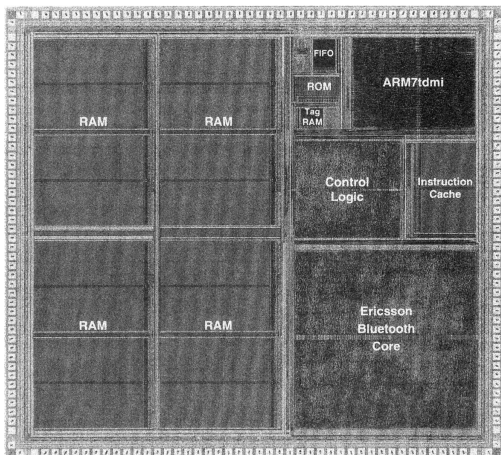 FIFO
ROM
Tag
RAM
ARM7tdmi
RAM
RAM
Control
Logic
Instruction
Cache
RAM
RAM
Ericsson
Bluetooth
Core